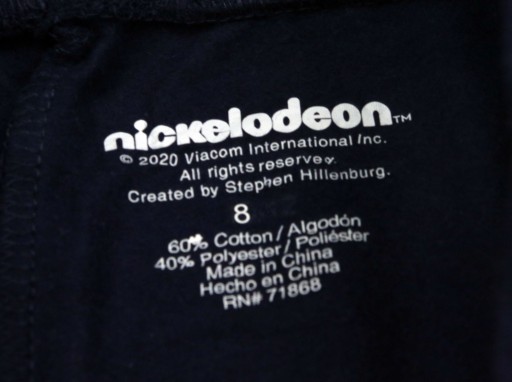 nickelodeon™
© 2020 Viacom International Inc.
All rights reserved.
Created by Stephen Hillenburg.
8
60% Cotton / Algodón
40% Polyester / Poliéster
Made in China
Hecho en China
RN# 71868